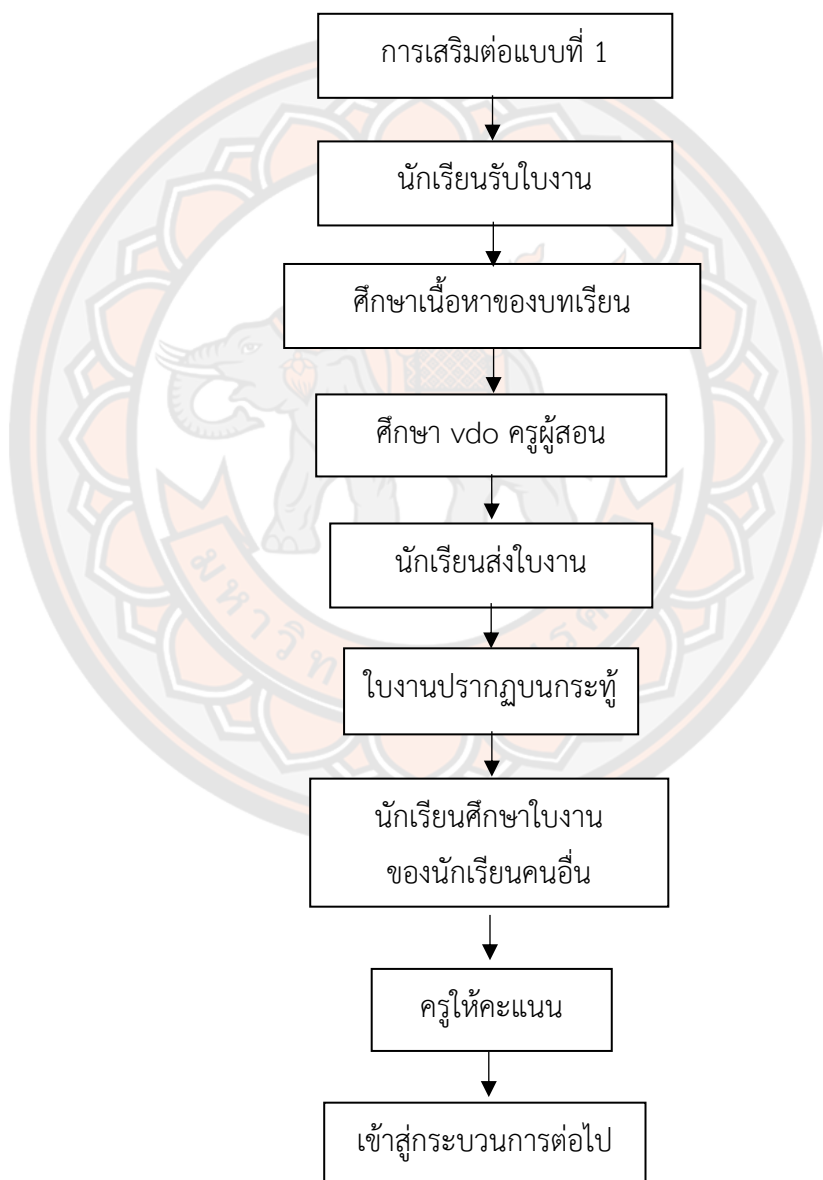 การเสริมต่อแบบที่ 1
นักเรียนรับใบงาน
ศึกษาเนื้อหาของบทเรียน
ศึกษา vdo ครูผู้สอน
นักเรียนส่งใบงาน
ใบงานปรากฏบนกระทู้
นักเรียนศึกษาใบงาน
ของนักเรียนคนอื่น
ครูให้คะแนน
เข้าสู่กระบวนการต่อไป